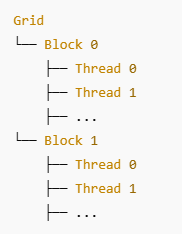 Grid
└── Block 0
    ├── Thread 0
    ├── Thread 1
    ├── ...
└── Block 1
    ├── Thread 0
    ├── Thread 1
    ├── ...